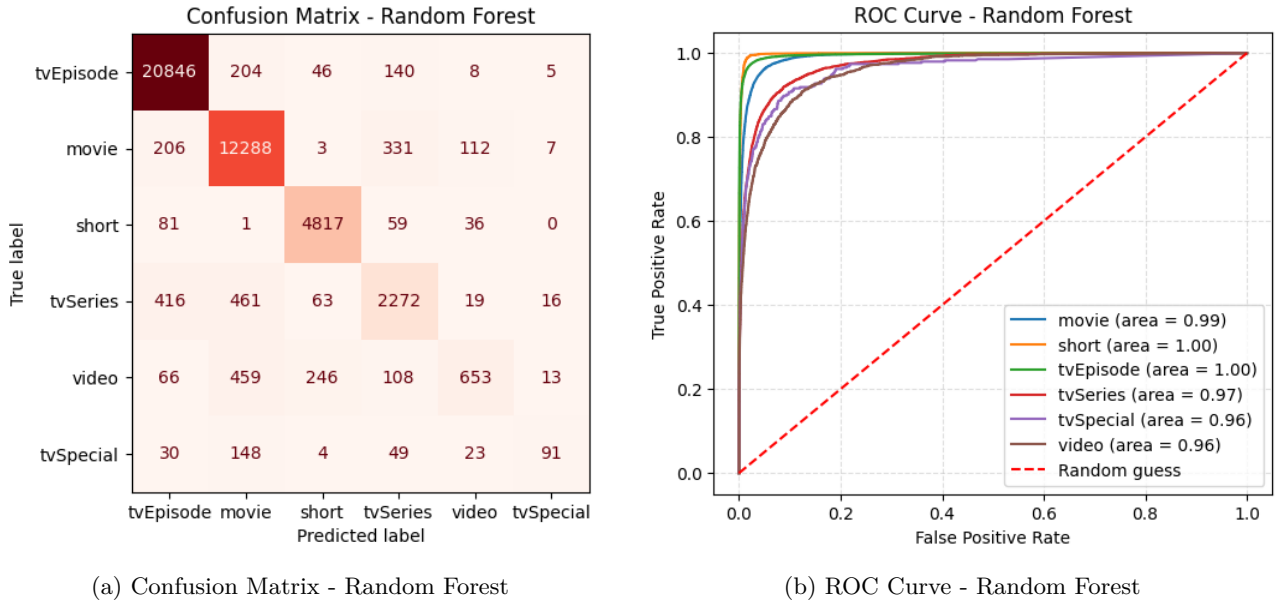 Confusion Matrix - Random Forest
True label
tvEpisode 20846 204 46 140 8 5
movie 206 12288 3 331 112 7
short 81 1 4817 59 36 0
tvSeries 416 461 63 2272 19 16
video 66 459 246 108 653 13
tvSpecial 30 148 4 49 23 91
tvEpisode movie short tvSeries video tvSpecial
Predicted label
(a) Confusion Matrix - Random Forest
ROC Curve - Random Forest
True Positive Rate
1.0
0.8
0.6
0.4
0.2
0.0
movie (area = 0.99)
short (area = 1.00)
tvEpisode (area = 1.00)
tvSeries (area = 0.97)
tvSpecial (area = 0.96)
video (area = 0.96)
Random guess
0.0 0.2 0.4 0.6 0.8 1.0
False Positive Rate
(b) ROC Curve - Random Forest